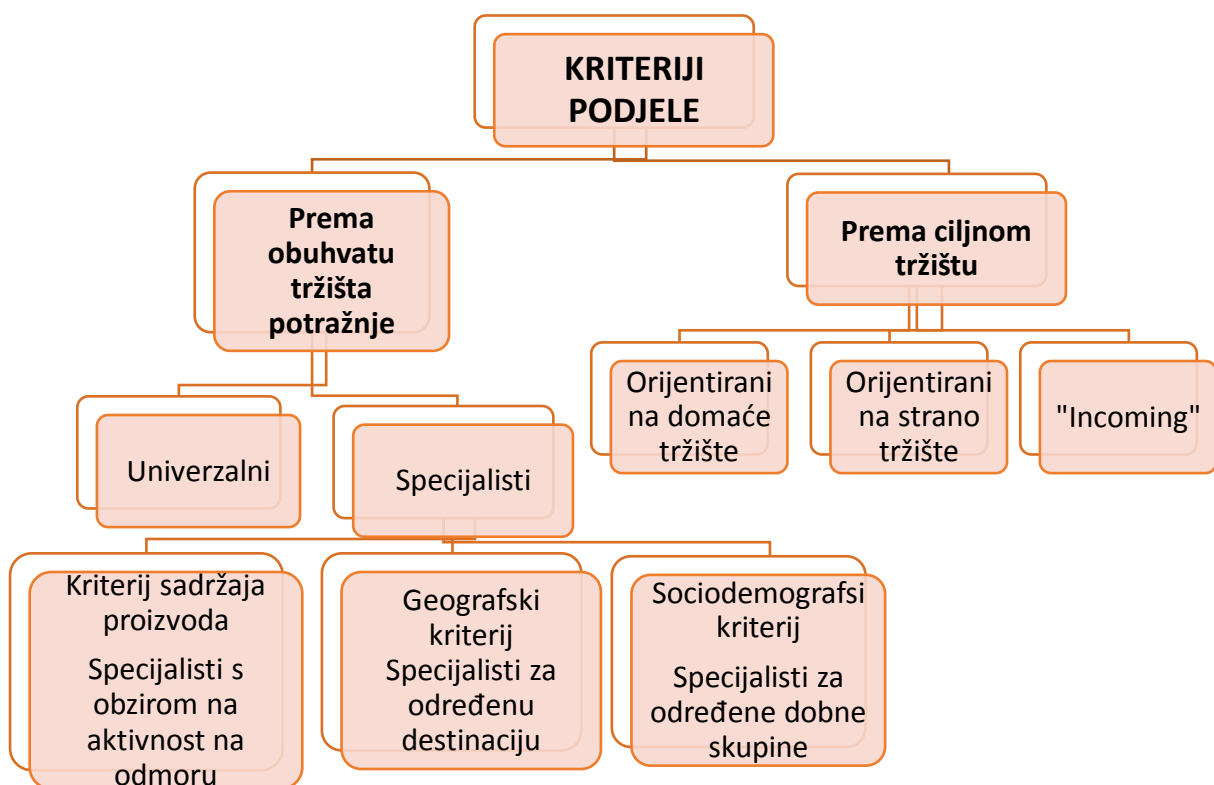 KRITERIJI
PODJELE
Prema
obuhvatu
tržišta
potražnje
Prema ciljnom
tržištu
Orijentirani
na domaće
tržište
Orijentirani
na strano
tržište
"Incoming"
Univerzalni
Specijalisti
Kriterij sadržaja
proizvoda
Specijalisti s
obzirom na
aktivnost na
odmoru
Geografski
kriterij
Specijalisti za
određenu
destinaciju
Sociodemografsi
kriterij
Specijalisti za
određene dobne
skupine